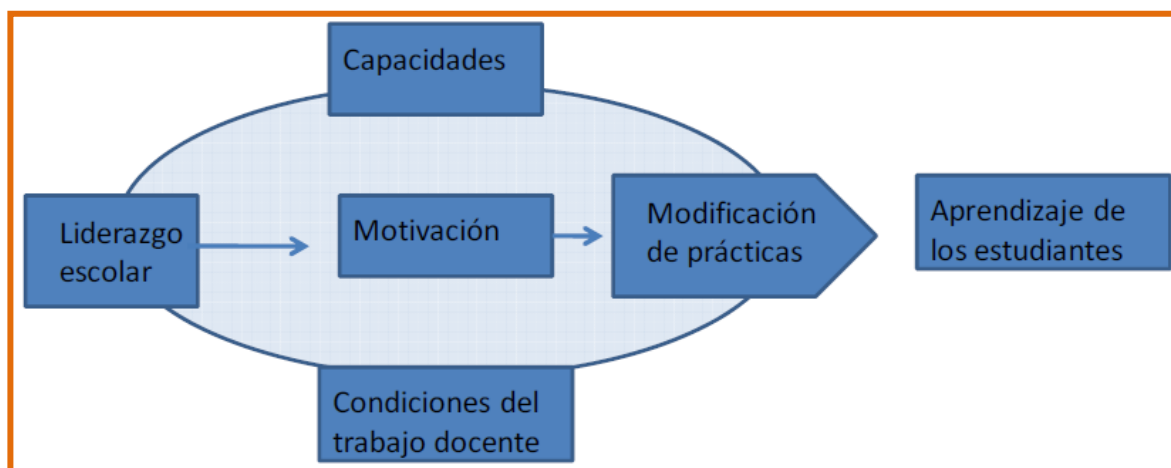 Capacidades
Liderazgo
escolar
Motivación
Modificación
de prácticas
Aprendizaje de
los estudiantes
Condiciones del
trabajo docente